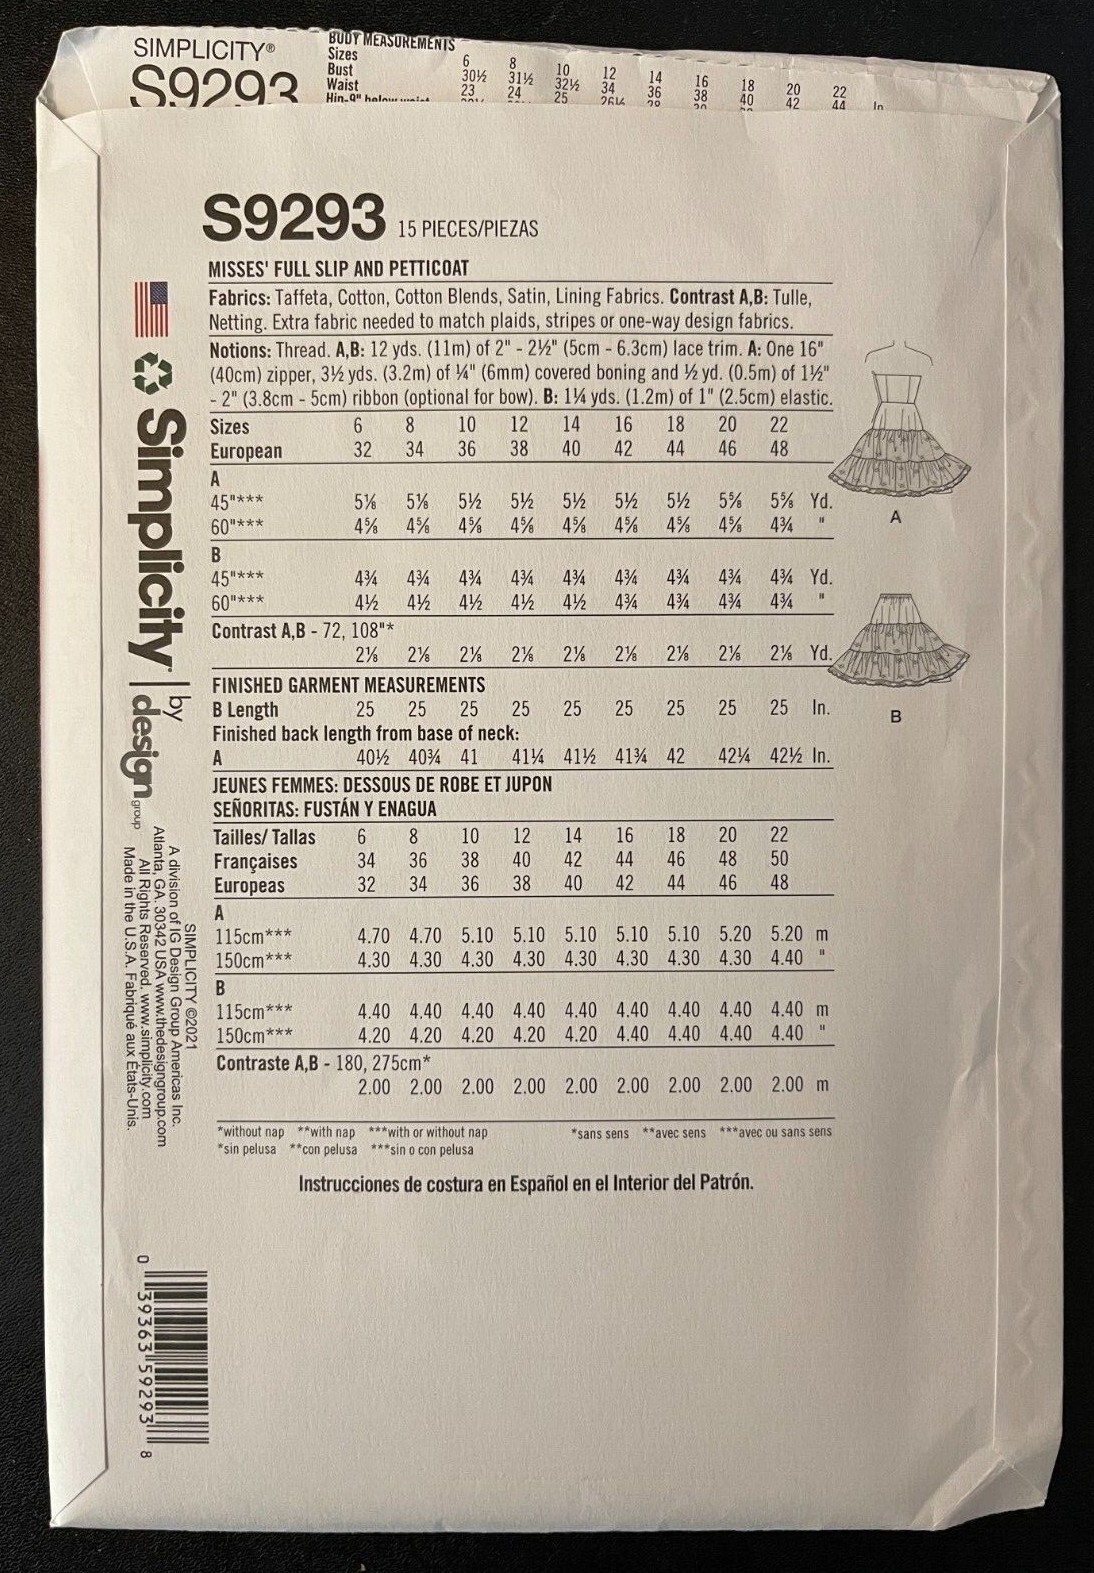 SIMPLICITY®
S9293
BODY MEASUREMENTS
Sizes 6 8 10 12 14 16 18 20 22
Bust 30½ 31½ 32½ 34 36 38 40 42 44 In
Waist 23 24 25 26½ 28
Hip-9" below waist
S9293 15 PIECES/PIEZAS
MISSES' FULL SLIP AND PETTICOAT
Fabrics: Taffeta, Cotton, Cotton Blends, Satin, Lining Fabrics. Contrast A,B: Tulle,
Netting. Extra fabric needed to match plaids, stripes or one-way design fabrics.
Notions: Thread. A,B: 12 yds. (11m) of 2" - 2½" (5cm - 6.3cm) lace trim. A: One 16"
(40cm) zipper, 3½ yds. (3.2m) of ¼" (6mm) covered boning and ½ yd. (0.5m) of 1½"
- 2" (3.8cm - 5cm) ribbon (optional for bow). B: 1¼ yds. (1.2m) of 1" (2.5cm) elastic.
Sizes 6 8 10 12 14 16 18 20 22
European 32 34 36 38 40 42 44 46 48
A
45"*** 5⅛ 5⅛ 5½ 5½ 5½ 5½ 5½ 5⅝ 5⅝ Yd.
60"*** 4⅝ 4⅝ 4⅝ 4⅝ 4⅝ 4⅝ 4⅝ 4⅝ 4¾ "
B
45"*** 4¾ 4¾ 4¾ 4¾ 4¾ 4¾ 4¾ 4¾ 4¾ Yd.
60"*** 4½ 4½ 4½ 4½ 4½ 4¾ 4¾ 4¾ 4¾ "
Contrast A,B - 72, 108"*
2⅛ 2⅛ 2⅛ 2⅛ 2⅛ 2⅛ 2⅛ 2⅛ 2⅛ Yd.
FINISHED GARMENT MEASUREMENTS
B Length 25 25 25 25 25 25 25 25 25 In.
Finished back length from base of neck:
A 40½ 40¾ 41 41¼ 41½ 41¾ 42 42¼ 42½ In.
JEUNES FEMMES: DESSOUS DE ROBE ET JUPON
SEÑORITAS: FUSTÁN Y ENAGUA
Tailles/ Tallas 6 8 10 12 14 16 18 20 22
Françaises 34 36 38 40 42 44 46 48 50
Europeas 32 34 36 38 40 42 44 46 48
A
115cm*** 4.70 4.70 5.10 5.10 5.10 5.10 5.10 5.20 5.20 m
150cm*** 4.30 4.30 4.30 4.30 4.30 4.30 4.30 4.30 4.40 "
B
115cm*** 4.40 4.40 4.40 4.40 4.40 4.40 4.40 4.40 4.40 m
150cm*** 4.20 4.20 4.20 4.20 4.20 4.40 4.40 4.40 4.40 "
Contraste A,B - 180, 275cm*
2.00 2.00 2.00 2.00 2.00 2.00 2.00 2.00 2.00 m
*without nap **with nap ***with or without nap *sans sens **avec sens ***avec ou sans sens
*sin pelusa **con pelusa ***sin o con pelusa
Instrucciones de costura en Español en el Interior del Patrón.
A
B
Simplicity®
by
design
group
SIMPLICITY ©2021
A division of IG Design Group Americas Inc.
Atlanta, GA. 30342 USA www.thedesigngroup.com
All Rights Reserved. www.simplicity.com
Made in the U.S.A. Fabriqué aux États-Unis.
0 39363 59293 8